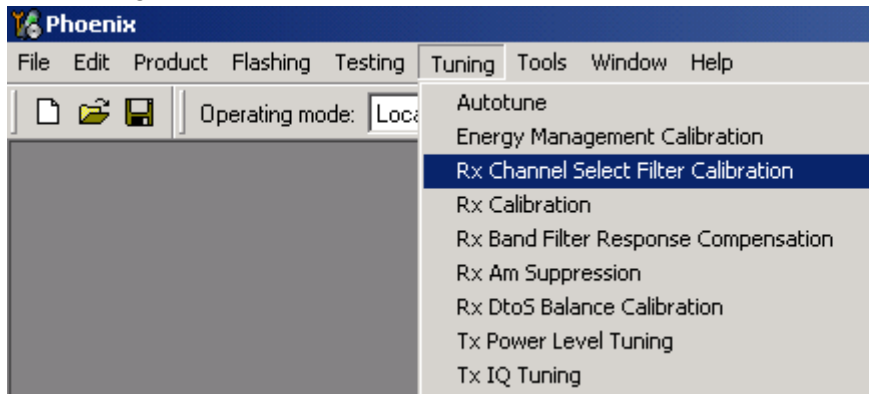 Phoenix
File Edit Product Flashing Testing Tuning Tools Window Help
Operating mode:
Autotune
Energy Management Calibration
Rx Channel Select Filter Calibration
Rx Calibration
Rx Band Filter Response Compensation
Rx Am Suppression
Rx DtoS Balance Calibration
Tx Power Level Tuning
Tx IQ Tuning